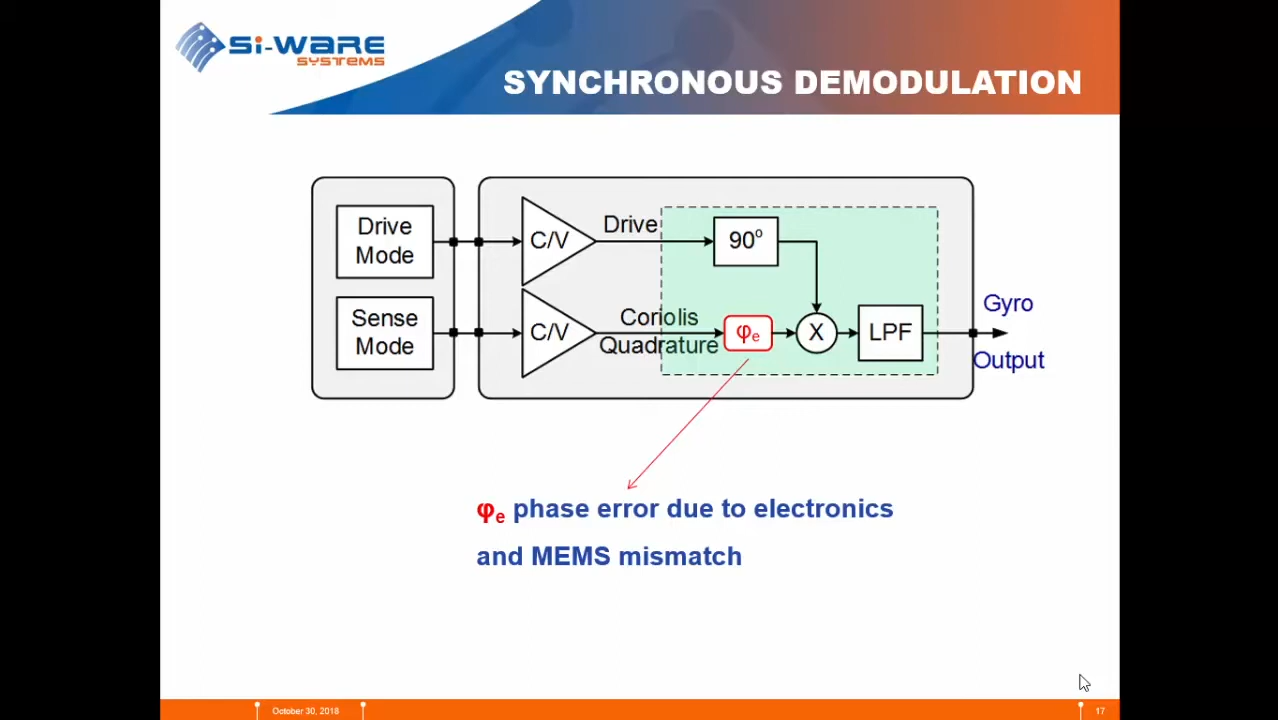 Si-WARE
SYSTEMS
SYNCHRONOUS DEMODULATION
Drive
Mode
C/V
Drive
90°
Sense
Mode
C/V
Coriolis
Quadrature
φe
X
LPF
Gyro
Output
φe phase error due to electronics
and MEMS mismatch
October 30, 2018
17